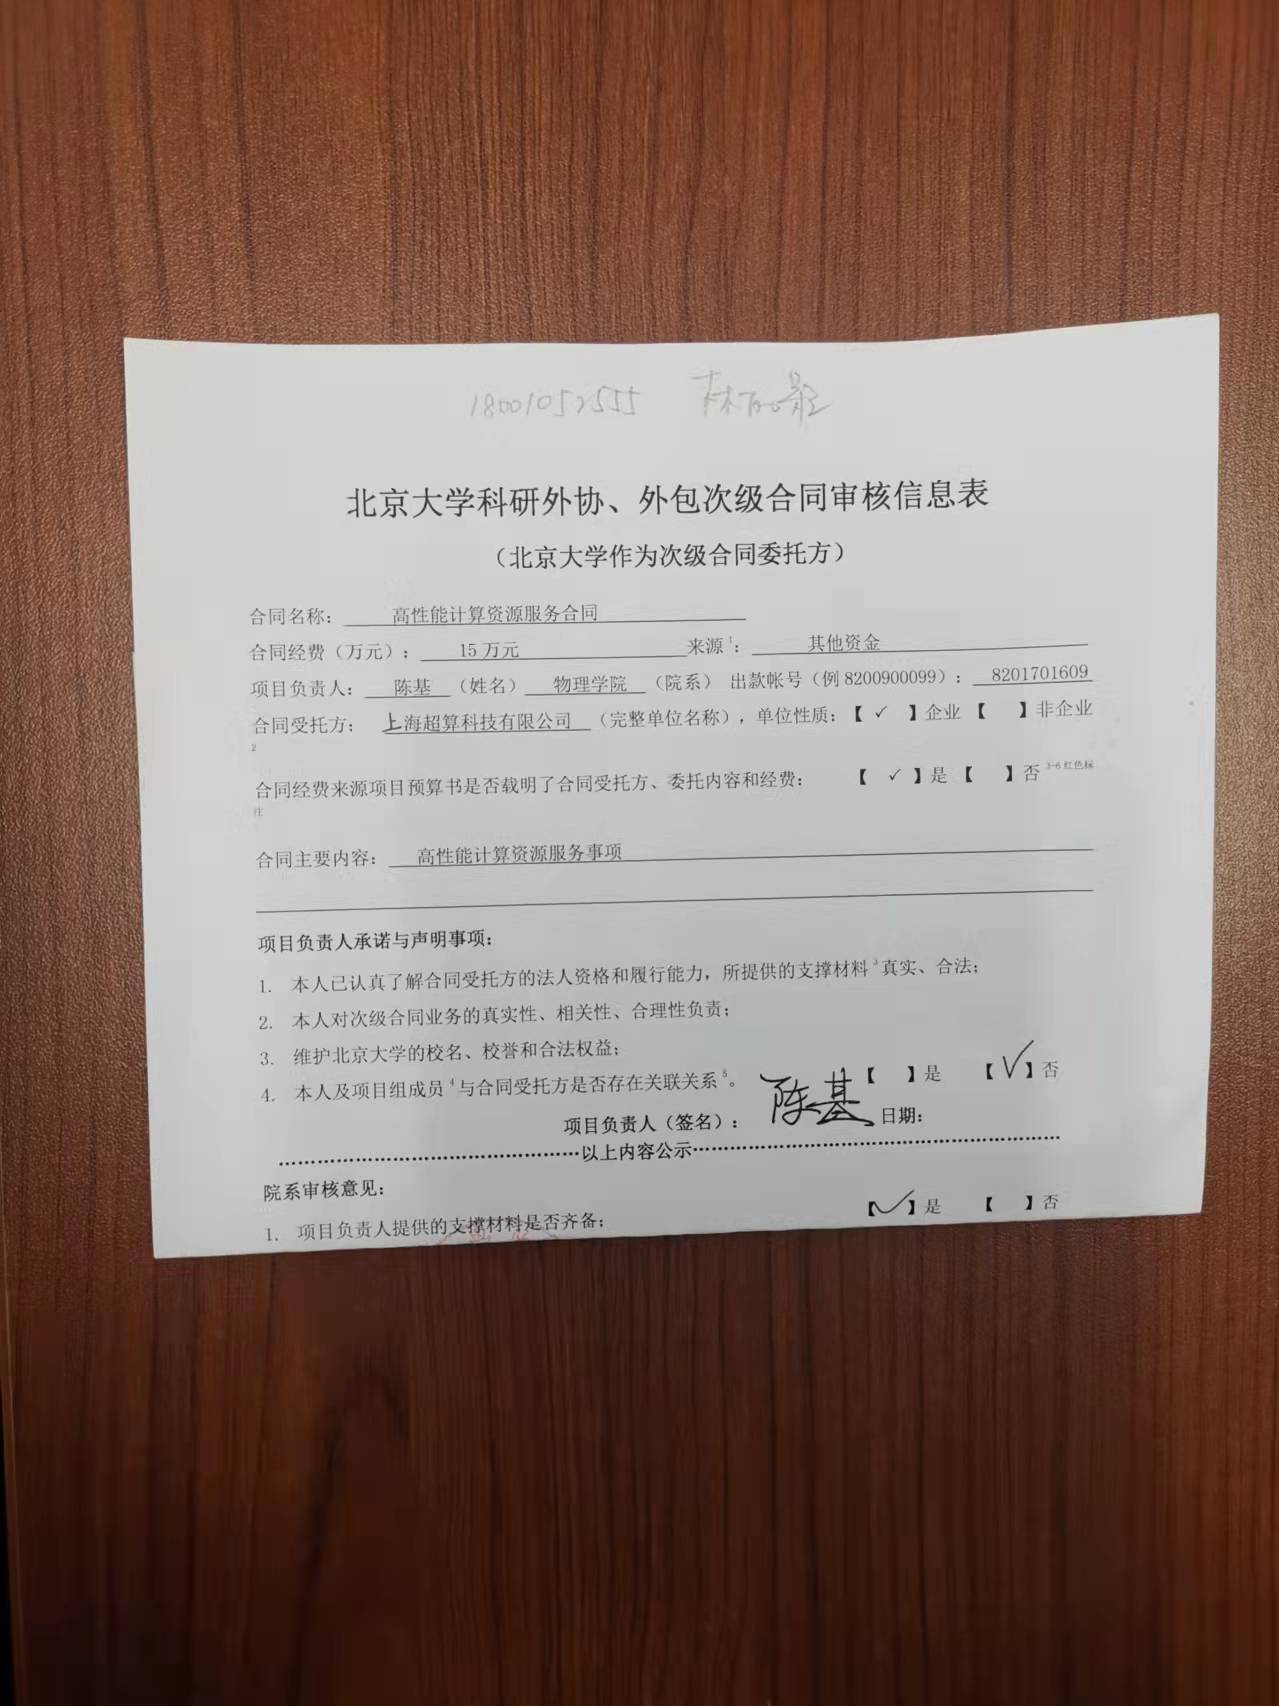 18001052555
北京大学科研外协、外包次级合同审核信息表
（北京大学作为次级合同委托方）
合同名称： 高性能计算资源服务合同
合同经费（万元）： 15万元 来源1： 其他资金
项目负责人： 陈基 （姓名） 物理学院 （院系） 出款帐号（例8200900099）： 8201701609
合同受托方： 上海超算科技有限公司 （完整单位名称），单位性质：【 ✓ 】企业【 】非企业
2
合同经费来源项目预算书是否载明了合同受托方、委托内容和经费： 【 ✓ 】是【 】否 3-6红色标
注
合同主要内容： 高性能计算资源服务事项
项目负责人承诺与声明事项：
1. 本人已认真了解合同受托方的法人资格和履行能力，所提供的支撑材料3真实、合法；
2. 本人对次级合同业务的真实性、相关性、合理性负责；
3. 维护北京大学的校名、校誉和合法权益；
4. 本人及项目组成员4与合同受托方是否存在关联关系5。 【 】是 【✓】否
项目负责人（签名）： 陈基 日期：
以上内容公示
院系审核意见：
1. 项目负责人提供的支撑材料是否齐备； 【✓】是 【 】否